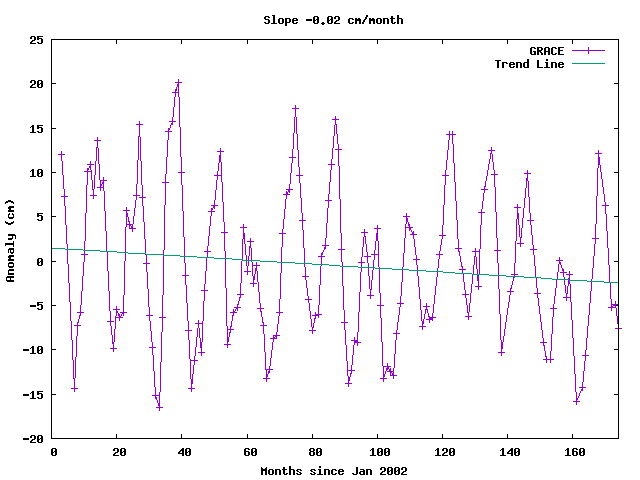 Slope -0.02 cm/month
25
20
15
10
5
0
-5
-10
-15
-20
Anomaly (cm)
GRACE
Trend Line
0 20 40 60 80 100 120 140 160
Months since Jan 2002